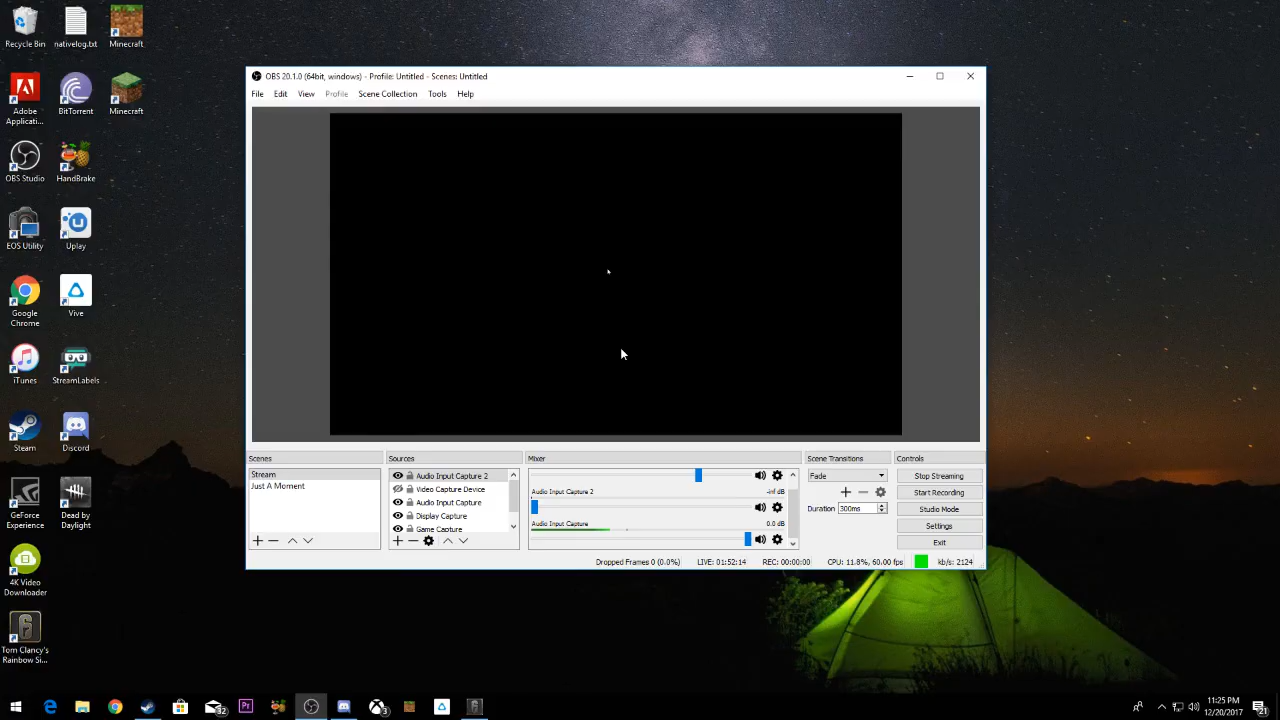 Recycle Bin
nativelog.txt
Minecraft
Adobe
Applicati...
BitTorrent
Minecraft
OBS Studio
HandBrake
EOS Utility
Uplay
Google
Chrome
Vive
iTunes
StreamLabels
Steam
Discord
GeForce
Experience
Dead by
Daylight
4K Video
Downloader
Tom Clancy's
Rainbow Si...
OBS 20.1.0 (64bit, windows) - Profile: Untitled - Scenes: Untitled
File Edit View Profile Scene Collection Tools Help
Scenes
Stream
Just A Moment
Sources
Audio Input Capture 2
Video Capture Device
Audio Input Capture
Display Capture
Game Capture
Mixer
Audio Input Capture 2 -inf dB
Audio Input Capture 0.0 dB
Scene Transitions
Fade
Duration 300ms
Controls
Stop Streaming
Start Recording
Studio Mode
Settings
Exit
Dropped Frames 0 (0.0%) LIVE: 01:52:14 REC: 00:00:00 CPU: 11.8%, 60.00 fps kb/s: 2124
Pr
11:25 PM
12/20/2017